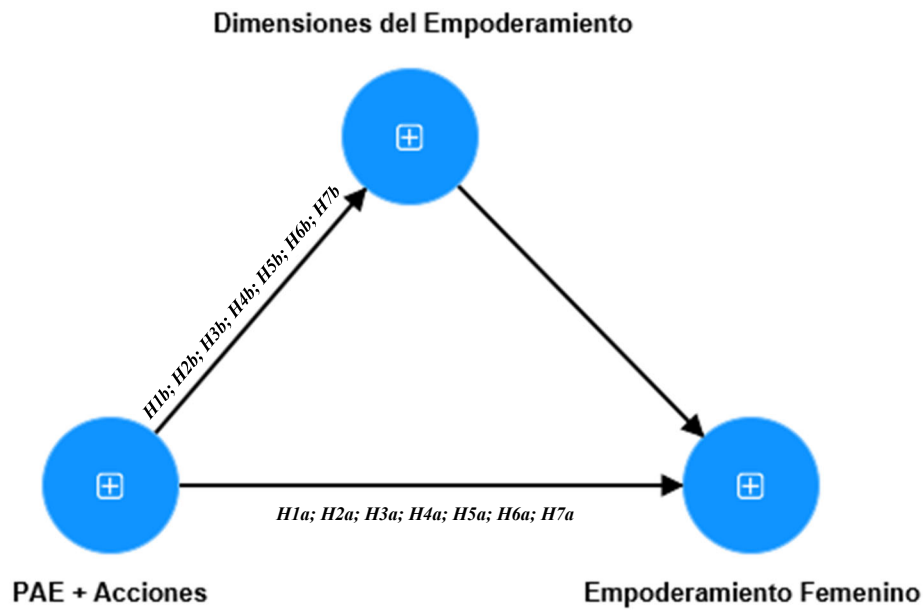 Dimensiones del Empoderamiento
H1b; H2b; H3b; H4b; H5b; H6b; H7b
H1a; H2a; H3a; H4a; H5a; H6a; H7a
PAE + Acciones
Empoderamiento Femenino